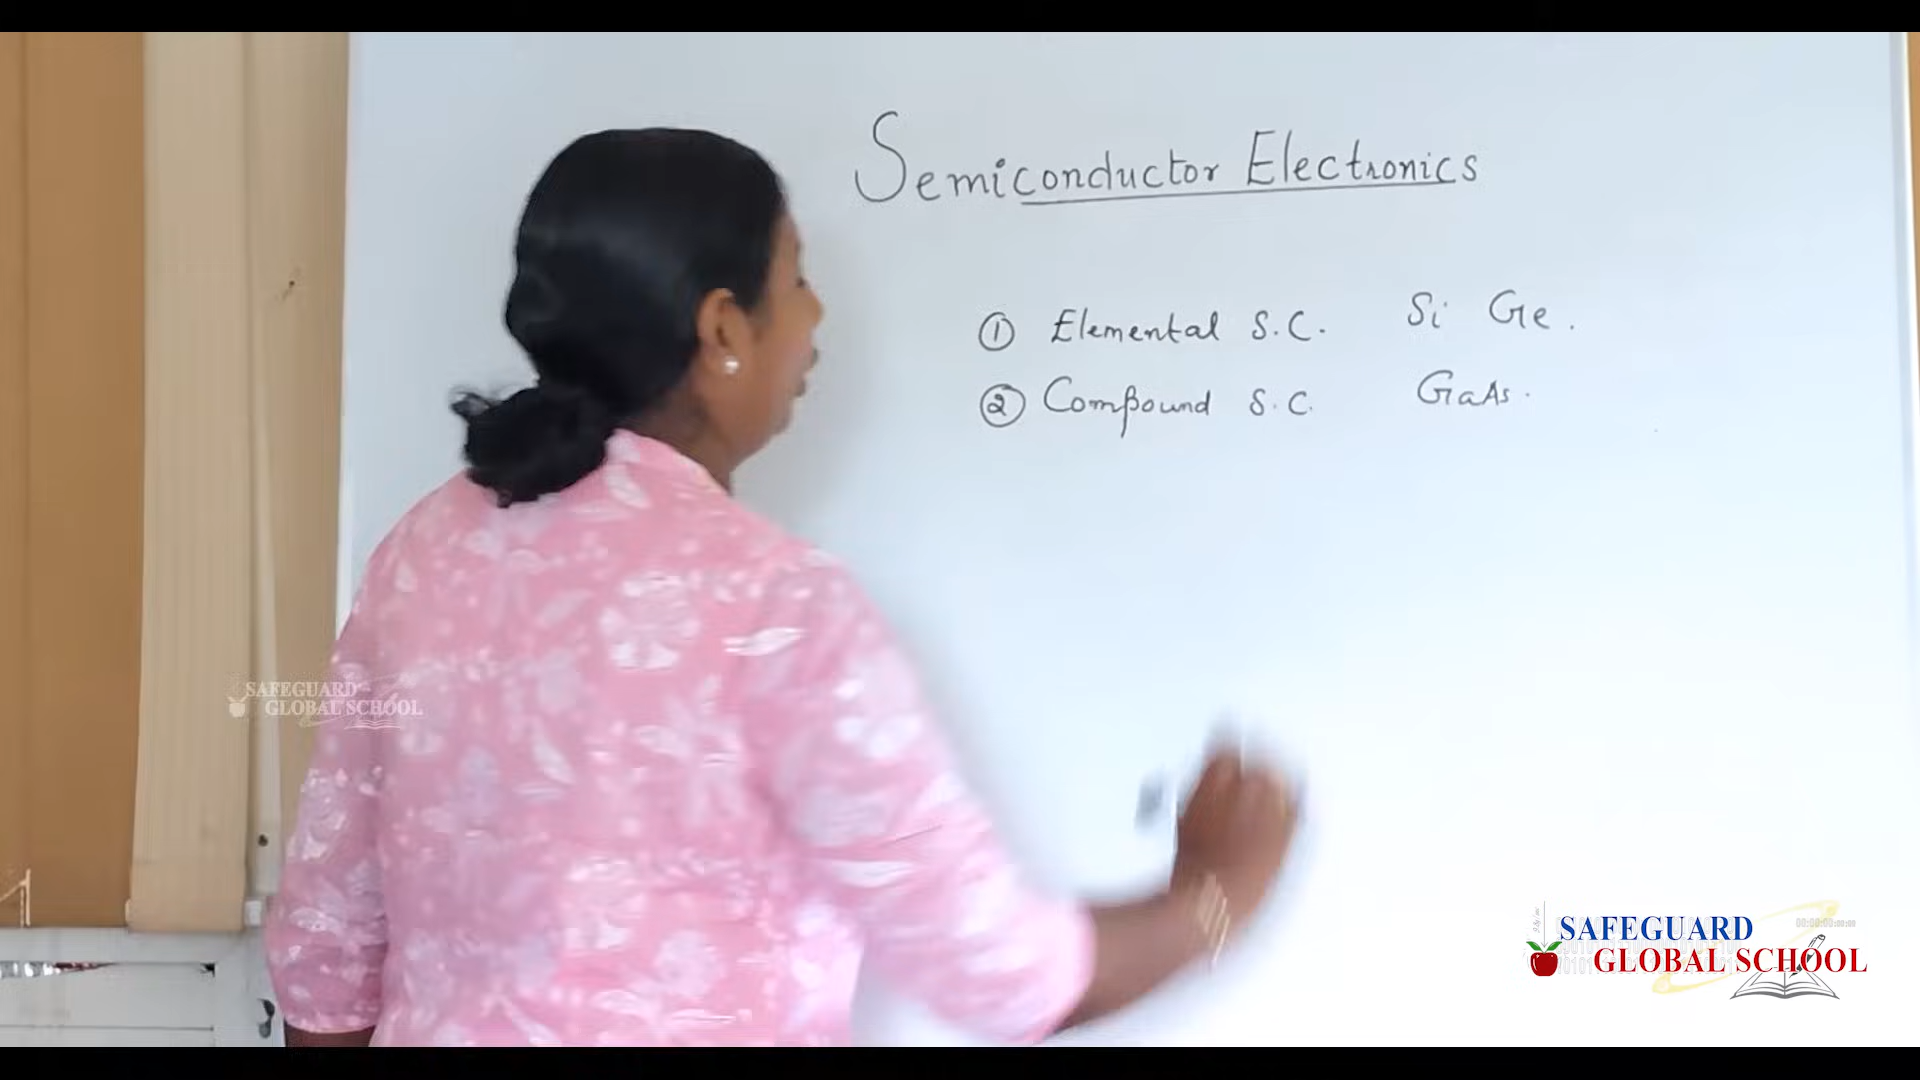 Semiconductor Electronics
① Elemental S.C. Si Ge.
② Compound S.C. GaAs.
SAFEGUARD
GLOBAL SCHOOL
SAFEGUARD
GLOBAL SCHOOL